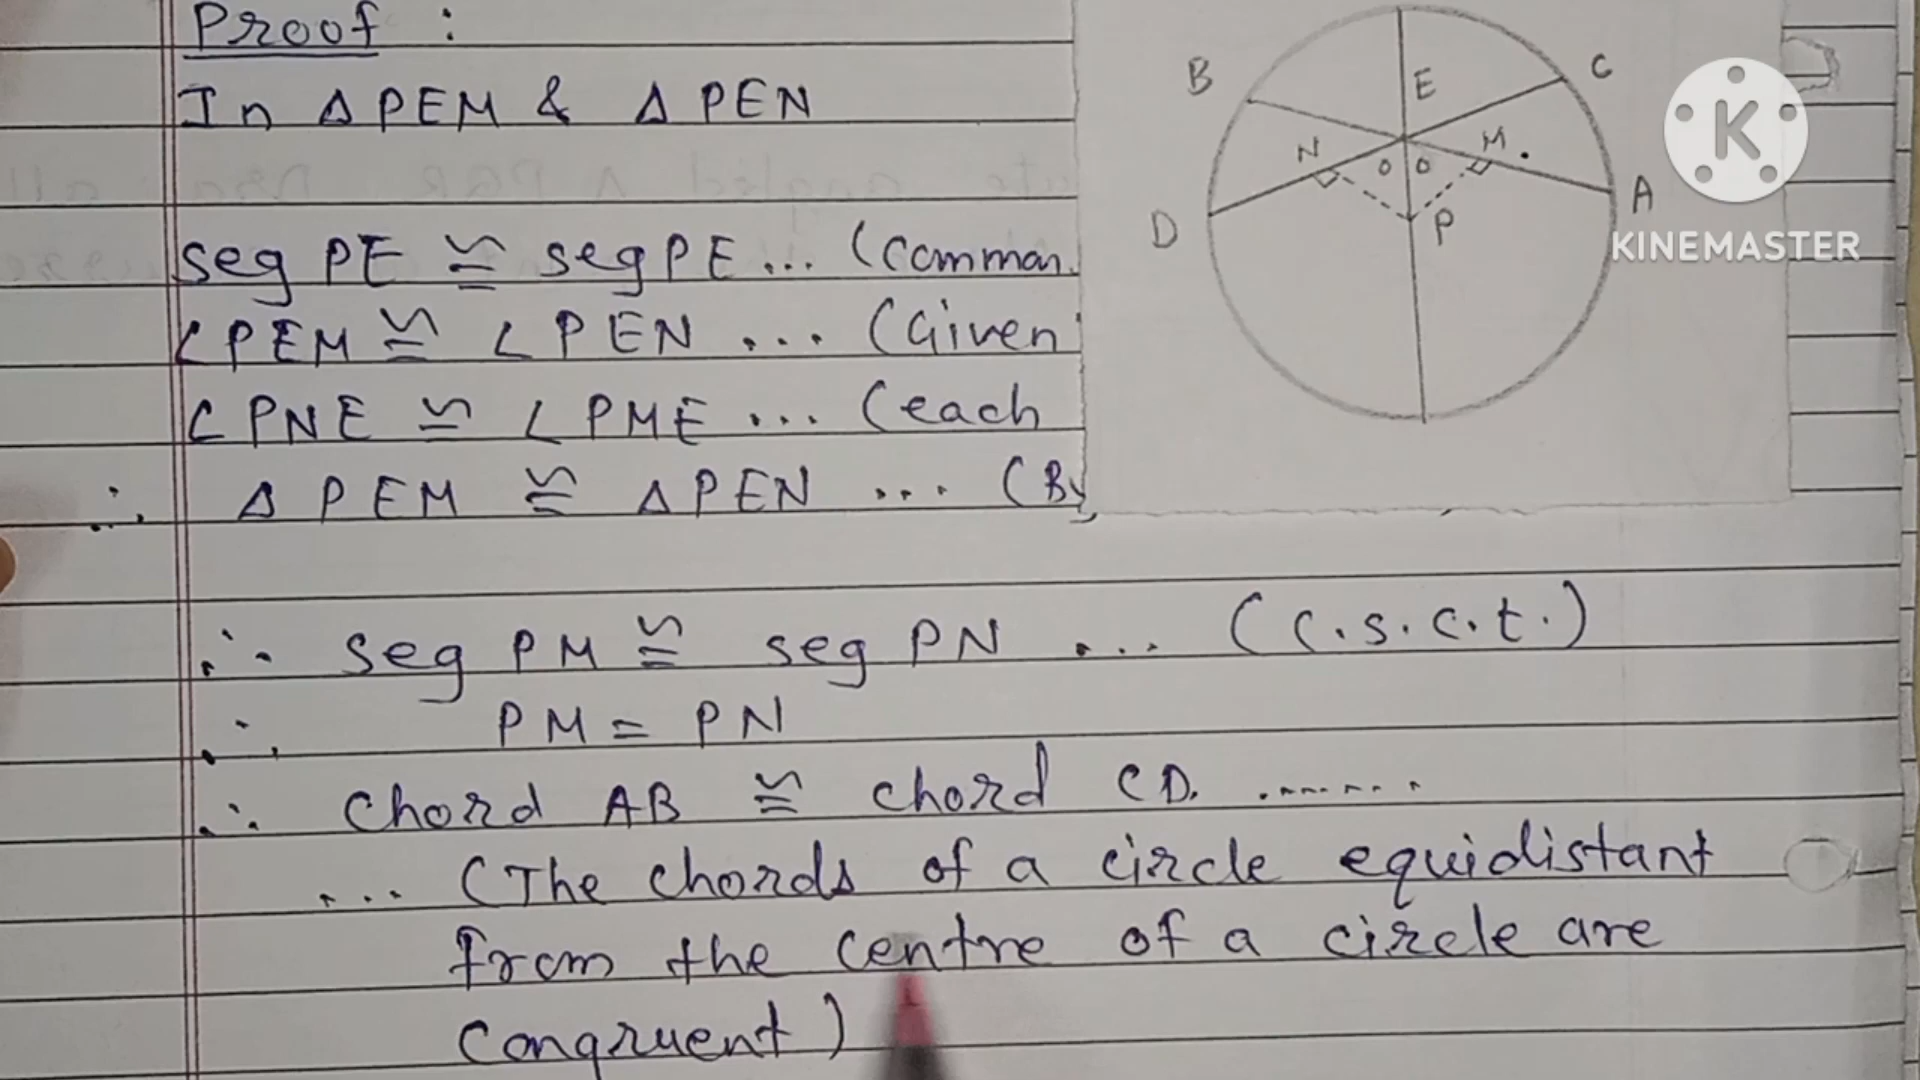 Proof :
In Δ PEM & Δ PEN
seg PE ≅ seg PE ... (Comman
∠ PEM ≅ ∠ PEN ... (Given
∠ PNE ≅ ∠ PME ... (each
∴ Δ PEM ≅ Δ PEN ... (By
∴ seg PM ≅ seg PN ... (C.S.C.t.)
∴ PM = PN
∴ Chord AB ≅ chord CD. .......
... (The chords of a circle equidistant
from the centre of a circle are
congruent)
B
E
C
N
M
D
P
A
K
KINEMASTER